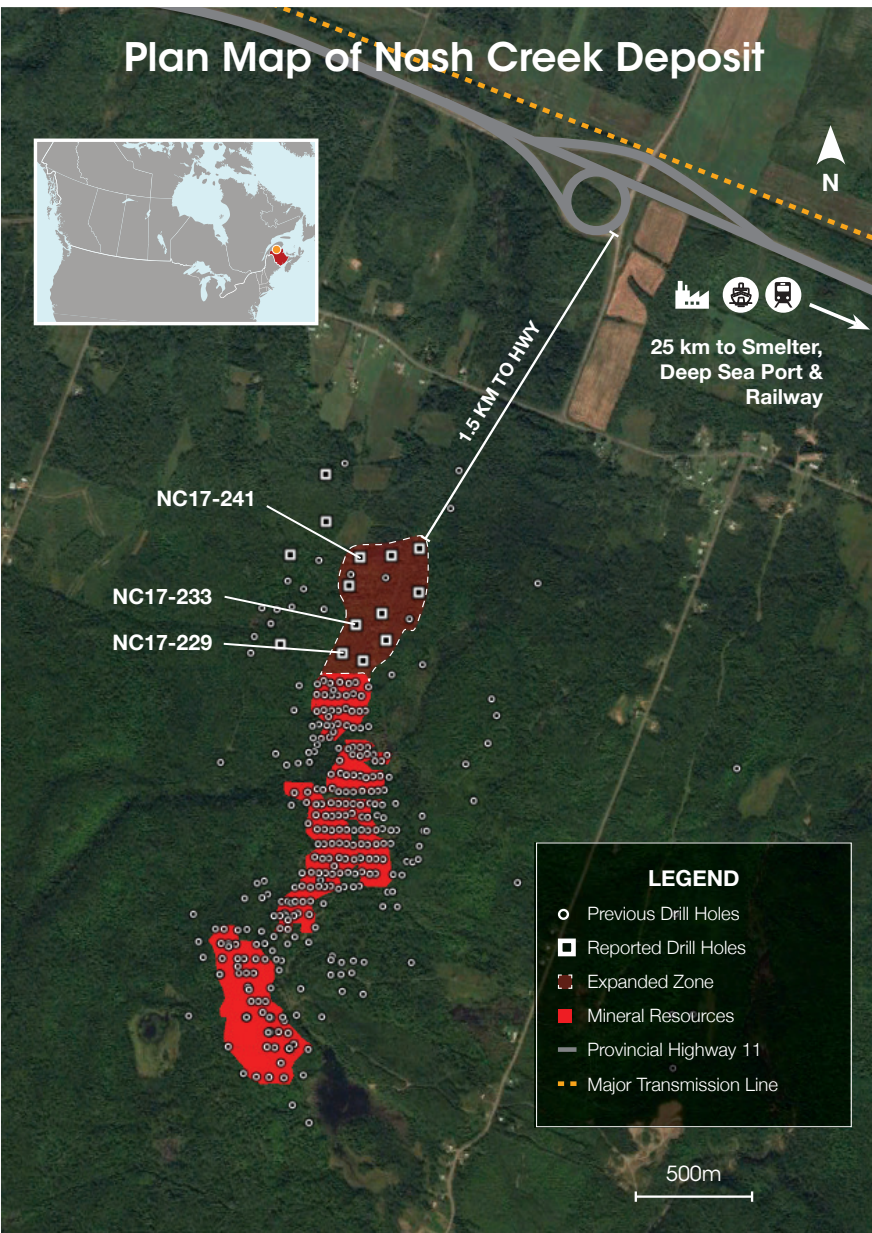 Plan Map of Nash Creek Deposit
N
25 km to Smelter,
Deep Sea Port &
Railway
1.5 KM TO HWY
NC17-241
NC17-233
NC17-229
LEGEND
Previous Drill Holes
Reported Drill Holes
Expanded Zone
Mineral Resources
Provincial Highway 11
Major Transmission Line
500m